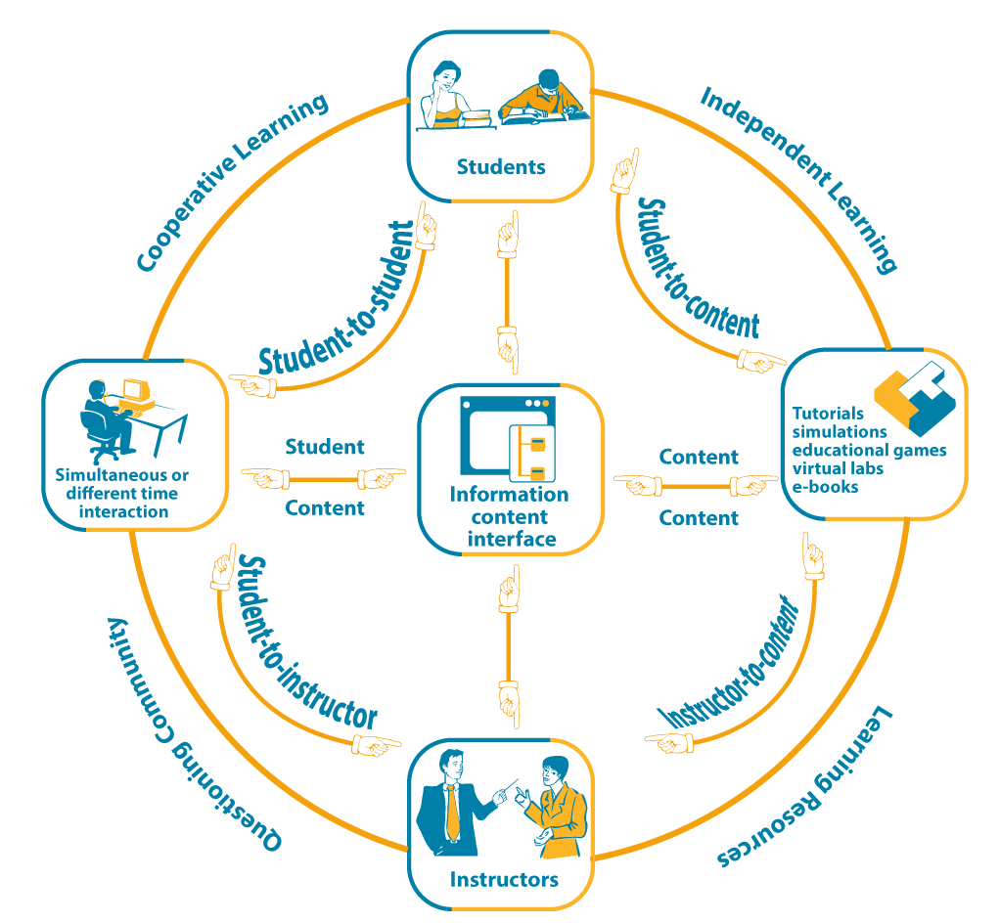 Students
Cooperative Learning
Independent Learning
Student-to-student
Student-to-content
Simultaneous or
different time
interaction
Student
Content
Information
content
interface
Content
Content
Tutorials
simulations
educational games
virtual labs
e-books
Student-to-instructor
Instructor-to-content
Questioning Community
Learning Resources
Instructors